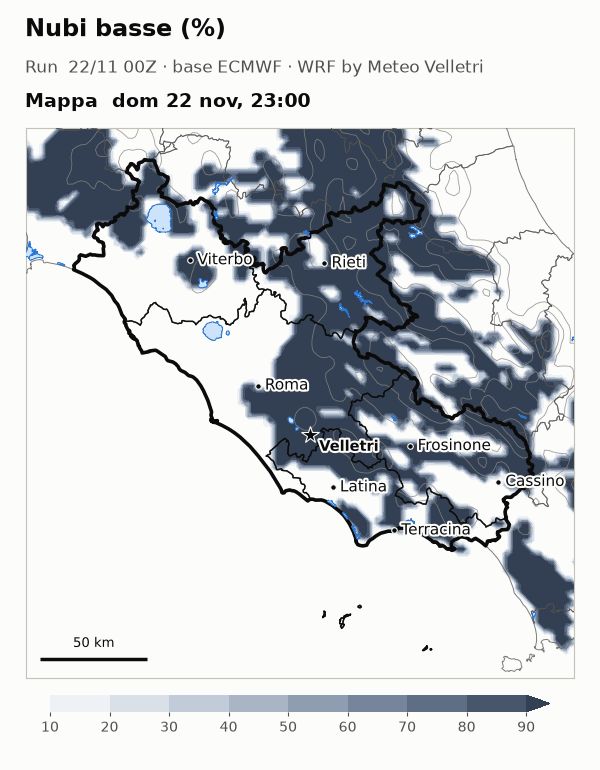 Nubi basse (%)
Run  22/11 00Z · base ECMWF · WRF by Meteo Velletri
Mappa  dom 22 nov, 23:00
Viterbo
Rieti
Roma
Velletri
Frosinone
Latina
Cassino
Terracina
50 km
10 20 30 40 50 60 70 80 90